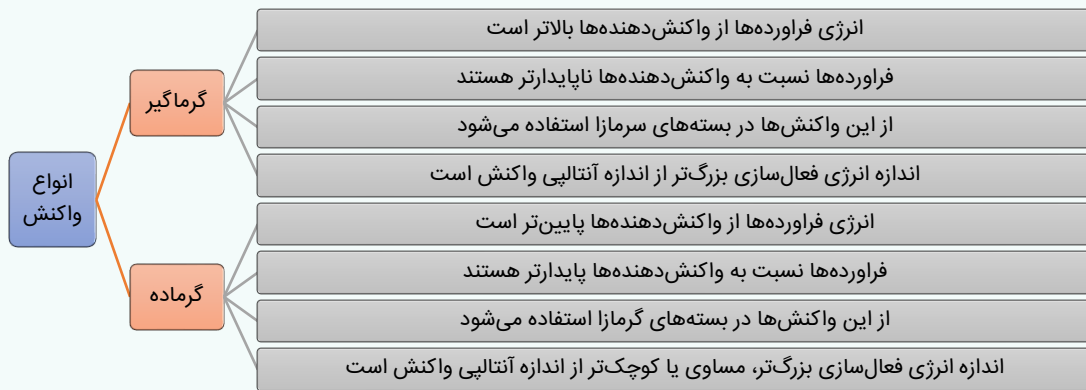 انواع
واکنش
گرماگیر
انرژی فراورده‌ها از واکنش‌دهنده‌ها بالاتر است
فراورده‌ها نسبت به واکنش‌دهنده‌ها ناپایدارتر هستند
از این واکنش‌ها در بسته‌های سرمازا استفاده می‌شود
اندازه انرژی فعال‌سازی بزرگ‌تر از اندازه آنتالپی واکنش است
گرماده
انرژی فراورده‌ها از واکنش‌دهنده‌ها پایین‌تر است
فراورده‌ها نسبت به واکنش‌دهنده‌ها پایدارتر هستند
از این واکنش‌ها در بسته‌های گرمازا استفاده می‌شود
اندازه انرژی فعال‌سازی بزرگ‌تر، مساوی یا کوچک‌تر از اندازه آنتالپی واکنش است